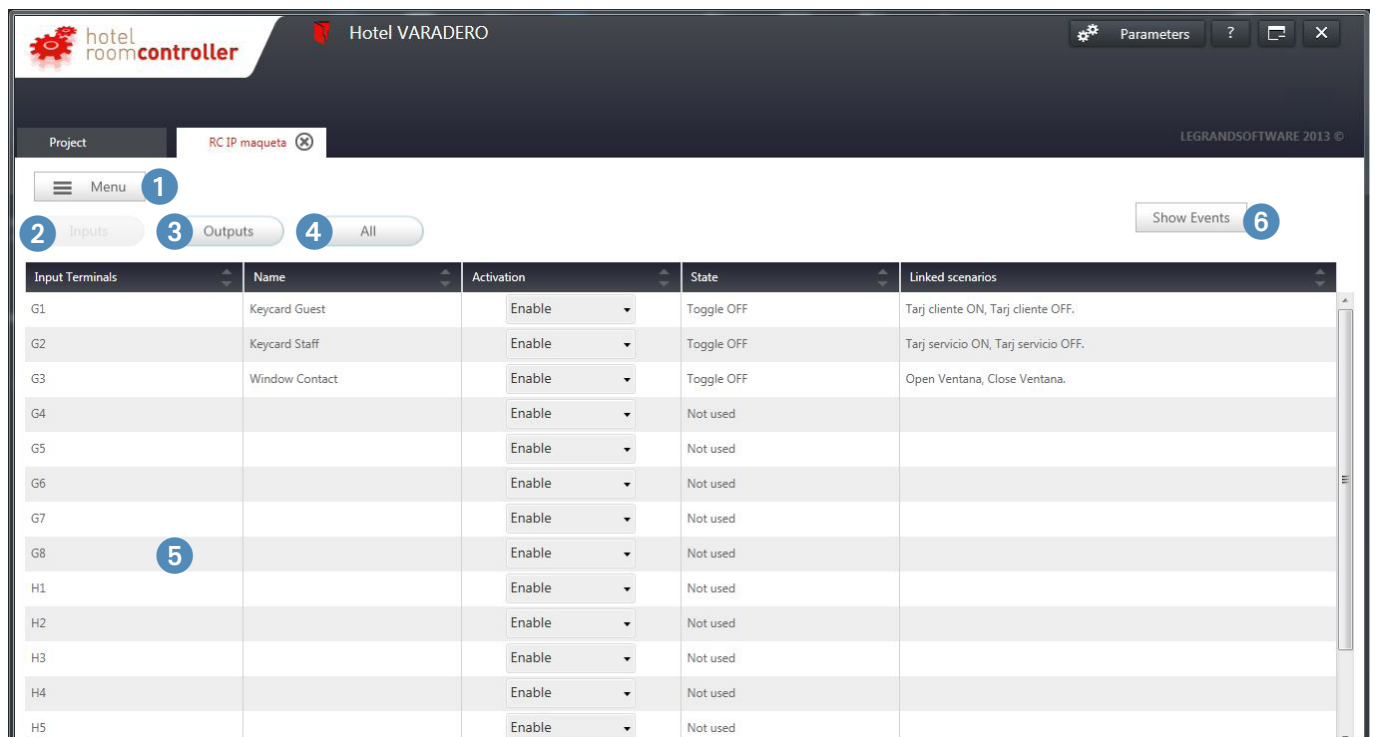 hotel
roomcontroller
Hotel VARADERO
Parameters ?
Project
RC IP maqueta
LEGRANDSOFTWARE 2013 ©
Menu 1
2 Inputs 3 Outputs 4 All
Show Events 6
Input Terminals Name Activation State Linked scenarios
G1 Keycard Guest Enable Toggle OFF Tarj cliente ON, Tarj cliente OFF.
G2 Keycard Staff Enable Toggle OFF Tarj servicio ON, Tarj servicio OFF.
G3 Window Contact Enable Toggle OFF Open Ventana, Close Ventana.
G4 Enable Not used
G5 Enable Not used
G6 Enable Not used
G7 Enable Not used
G8 5 Enable Not used
H1 Enable Not used
H2 Enable Not used
H3 Enable Not used
H4 Enable Not used
H5 Enable Not used